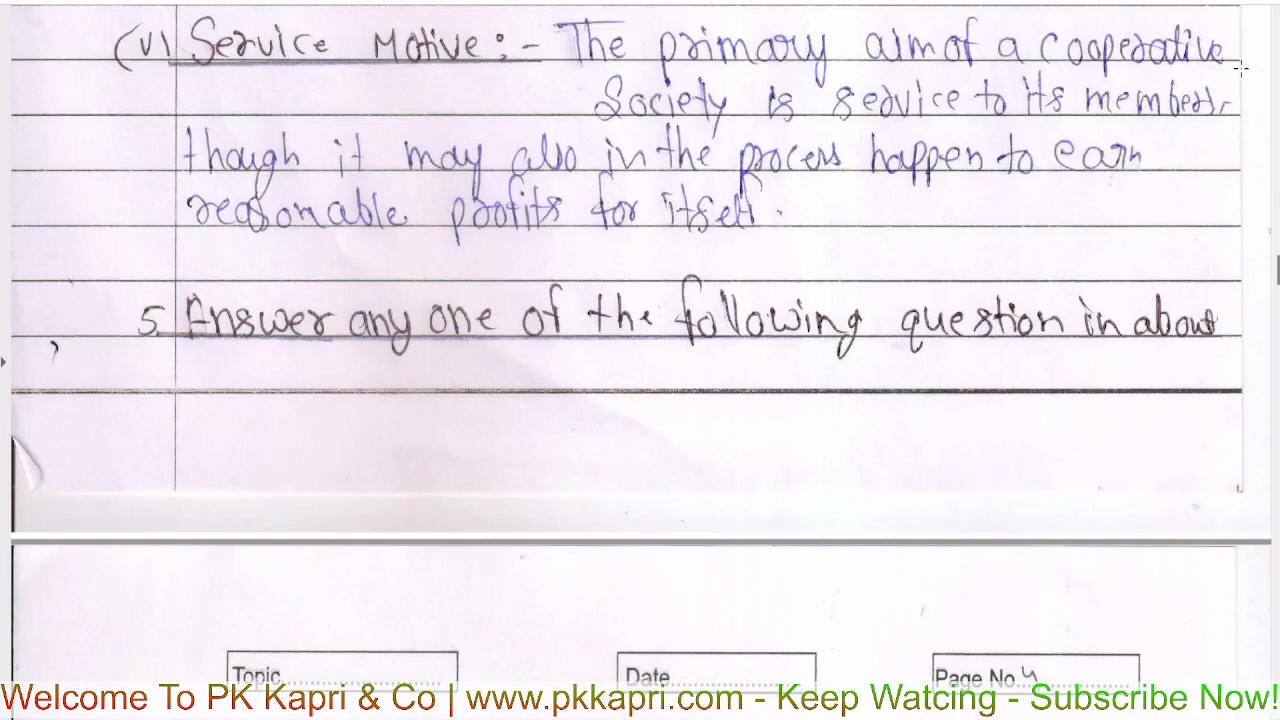 (v) Service Motive :- The primary aim of a cooperative
Society is service to its members,
though it may also in the process happen to earn
reasonable profits for itself.
5. Answer any one of the following question in about
Topic
Date
Page No. 4
Welcome To PK Kapri & Co | www.pkkapri.com - Keep Watcing - Subscribe Now!